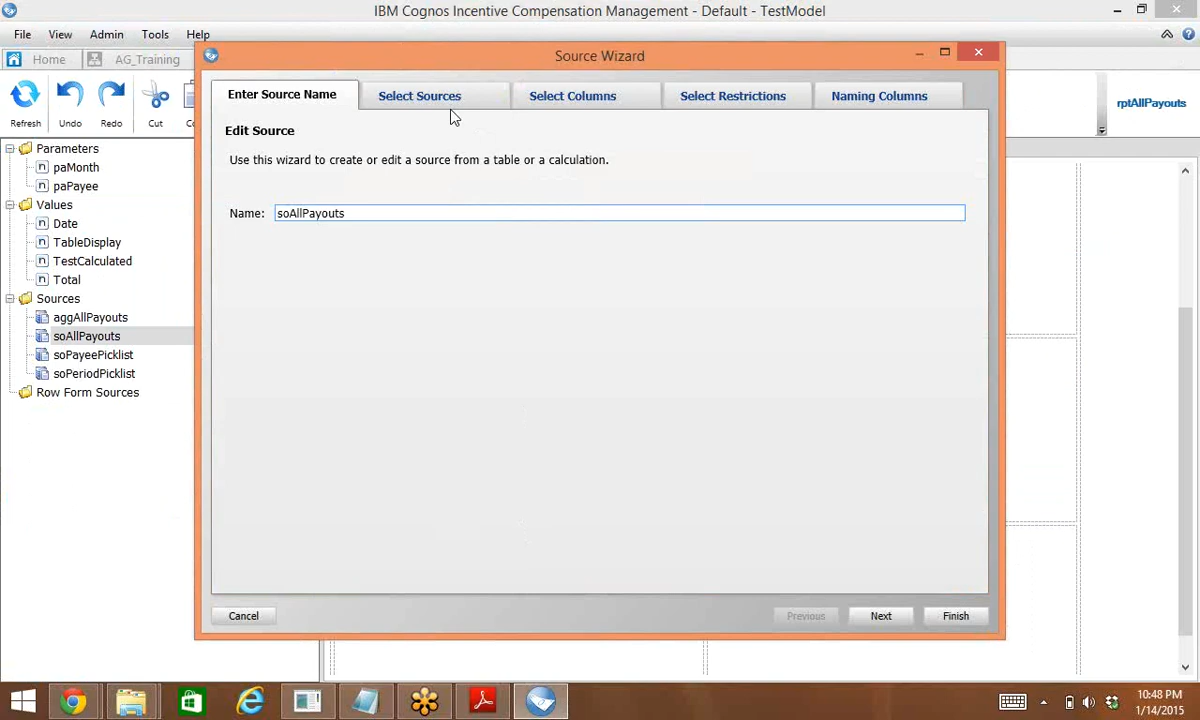 IBM Cognos Incentive Compensation Management - Default - TestModel
File View Admin Tools Help
Home AG_Training
Refresh Undo Redo Cut
rptAllPayouts
Parameters
paMonth
paPayee
Values
Date
TableDisplay
TestCalculated
Total
Sources
aggAllPayouts
soAllPayouts
soPayeePicklist
soPeriodPicklist
Row Form Sources
Source Wizard
Enter Source Name Select Sources Select Columns Select Restrictions Naming Columns
Edit Source
Use this wizard to create or edit a source from a table or a calculation.
Name: soAllPayouts
Cancel Previous Next Finish
10:48 PM
1/14/2015